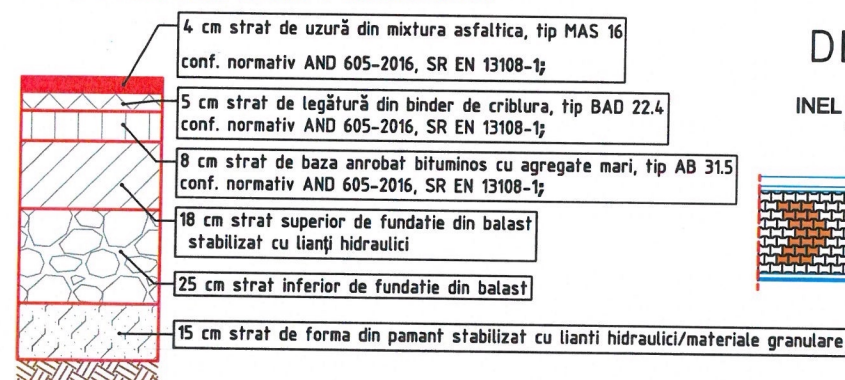 4 cm strat de uzură din mixtura asfaltica, tip MAS 16
conf. normativ AND 605-2016, SR EN 13108-1;
5 cm strat de legătură din binder de criblura, tip BAD 22.4
conf. normativ AND 605-2016, SR EN 13108-1;
8 cm strat de baza anrobat bituminos cu agregate mari, tip AB 31.5
conf. normativ AND 605-2016, SR EN 13108-1;
18 cm strat superior de fundatie din balast
stabilizat cu lianți hidraulici
25 cm strat inferior de fundatie din balast
15 cm strat de forma din pamant stabilizat cu lianti hidraulici/materiale granulare
INEL